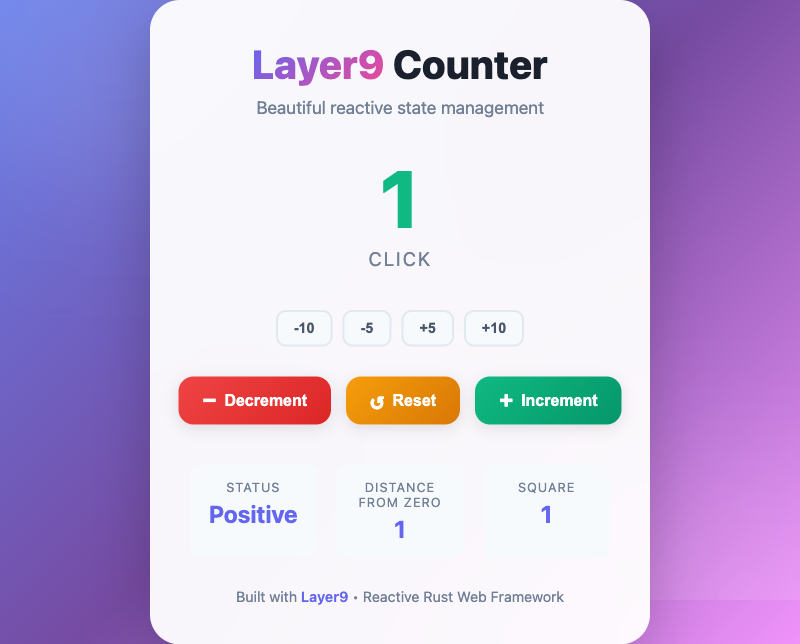 Layer9 Counter
Beautiful reactive state management
1
CLICK
-10 -5 +5 +10
− Decrement ↺ Reset + Increment
STATUS
Positive
DISTANCE
FROM ZERO
1
SQUARE
1
Built with Layer9 • Reactive Rust Web Framework